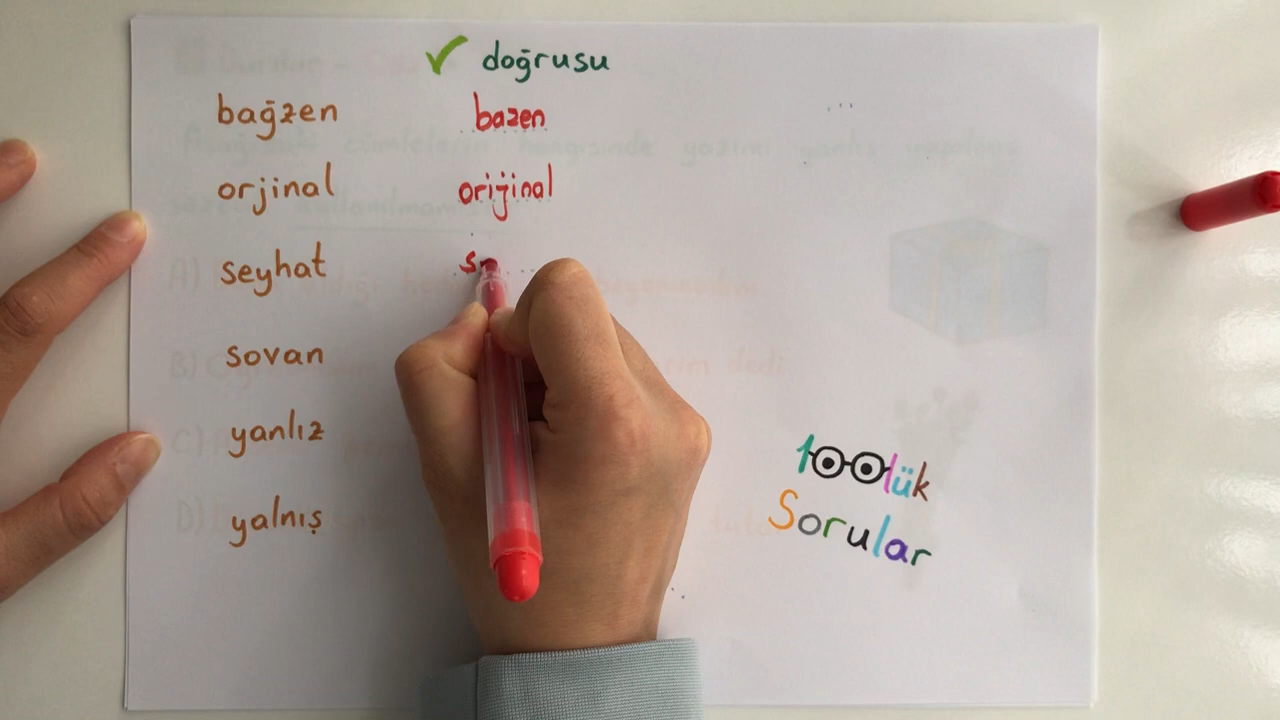 ✓ doğrusu
bağzen bazen
orjinal orijinal
seyhat s
sovan
yanlız
yalnış
100lük
Sorular